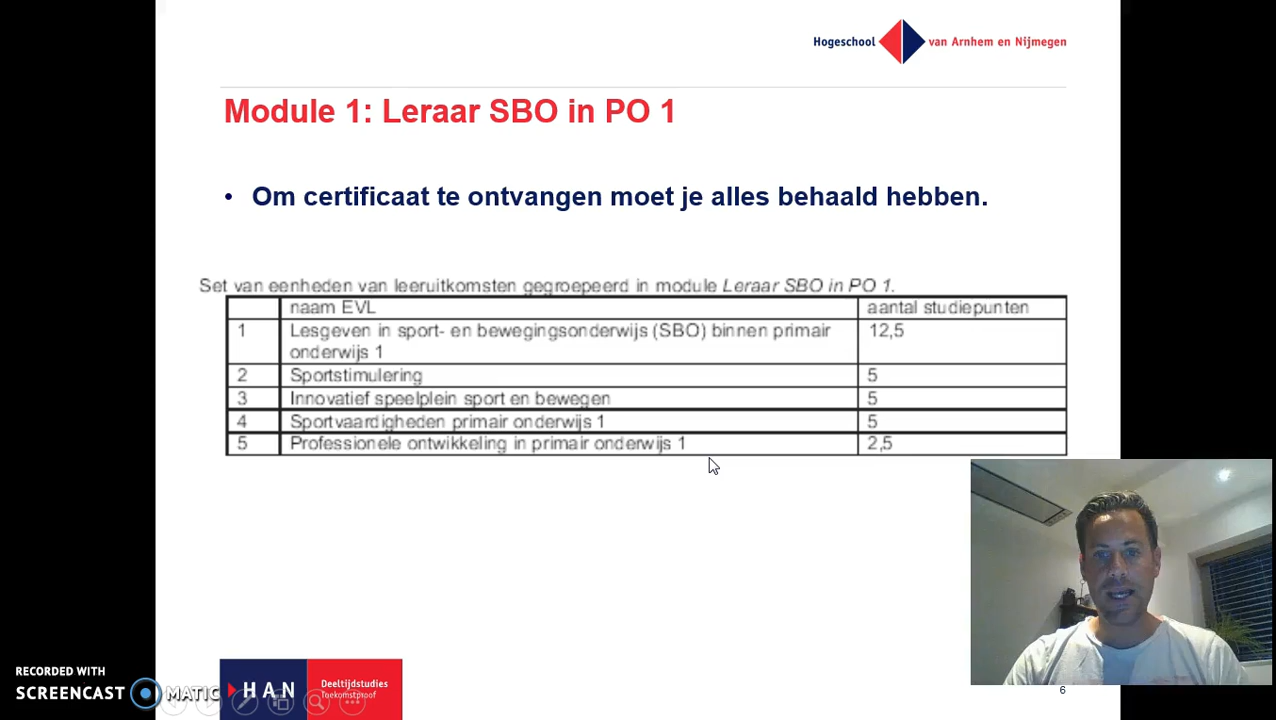 Hogeschool van Arnhem en Nijmegen
Module 1: Leraar SBO in PO 1
• Om certificaat te ontvangen moet je alles behaald hebben.
Set van eenheden van leeruitkomsten gegroepeerd in module Leraar SBO in PO 1.
naam EVL aantal studiepunten
1 Lesgeven in sport- en bewegingsonderwijs (SBO) binnen primair 12,5
onderwijs 1
2 Sportstimulering 5
3 Innovatief speelplein sport en bewegen 5
4 Sportvaardigheden primair onderwijs 1 5
5 Professionele ontwikkeling in primair onderwijs 1 2,5
RECORDED WITH
SCREENCAST MATIC
HAN
Deeltijdstudies
Toekomstproof
6